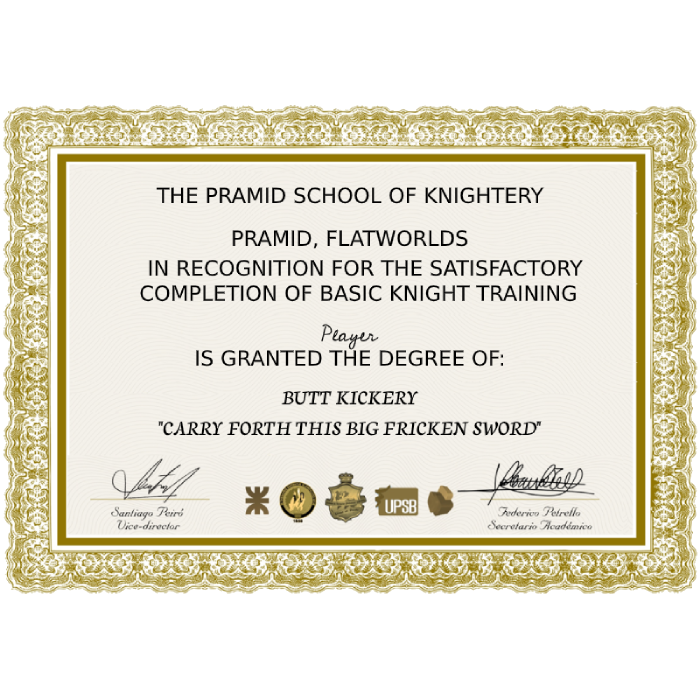 THE PRAMID SCHOOL OF KNIGHTERY
PRAMID, FLATWORLDS
IN RECOGNITION FOR THE SATISFACTORY
COMPLETION OF BASIC KNIGHT TRAINING
Player
IS GRANTED THE DEGREE OF:
BUTT KICKERY
"CARRY FORTH THIS BIG FRICKEN SWORD"
Santiago Peiró
Vice-director
UPSB
Federico Petrello
Secretario Académico